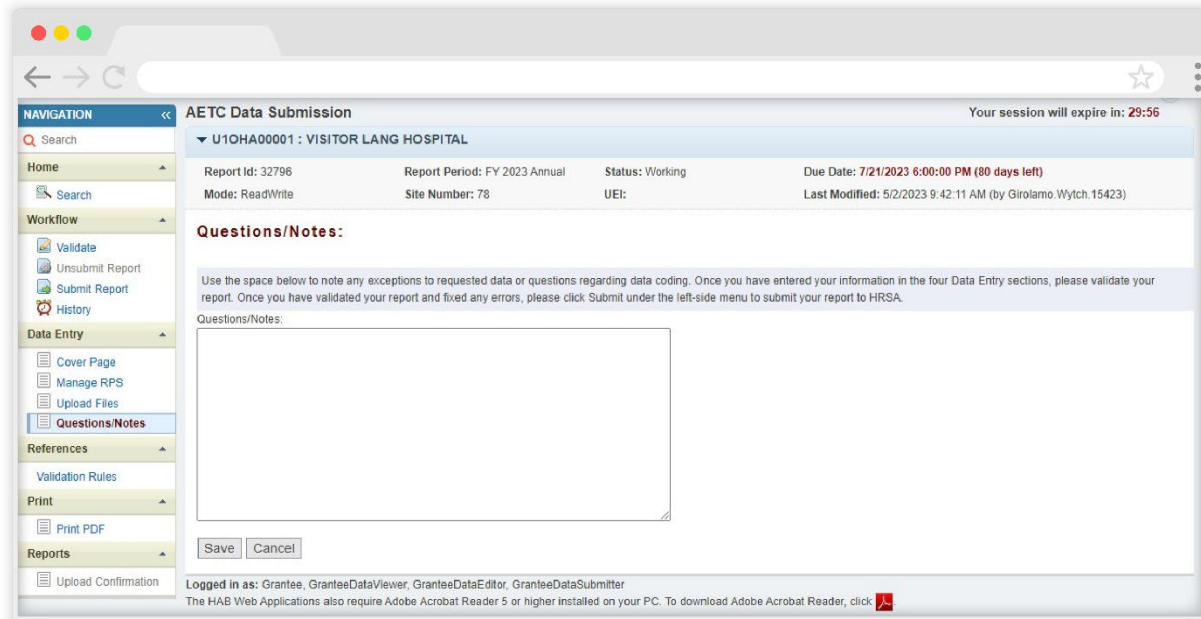 NAVIGATION «
Search
Home
Search
Workflow
Validate
Unsubmit Report
Submit Report
History
Data Entry
Cover Page
Manage RPS
Upload Files
Questions/Notes
References
Validation Rules
Print
Print PDF
Reports
Upload Confirmation
AETC Data Submission
Your session will expire in: 29:56
U1OHA00001 : VISITOR LANG HOSPITAL
Report Id: 32796 Report Period: FY 2023 Annual Status: Working Due Date: 7/21/2023 6:00:00 PM (80 days left)
Mode: ReadWrite Site Number: 78 UEI: Last Modified: 5/2/2023 9:42:11 AM (by Girolamo.Wytch.15423)
Questions/Notes:
Use the space below to note any exceptions to requested data or questions regarding data coding. Once you have entered your information in the four Data Entry sections, please validate your
report. Once you have validated your report and fixed any errors, please click Submit under the left-side menu to submit your report to HRSA.
Questions/Notes:
Save Cancel
Logged in as: Grantee, GranteeDataViewer, GranteeDataEditor, GranteeDataSubmitter
The HAB Web Applications also require Adobe Acrobat Reader 5 or higher installed on your PC. To download Adobe Acrobat Reader, click .